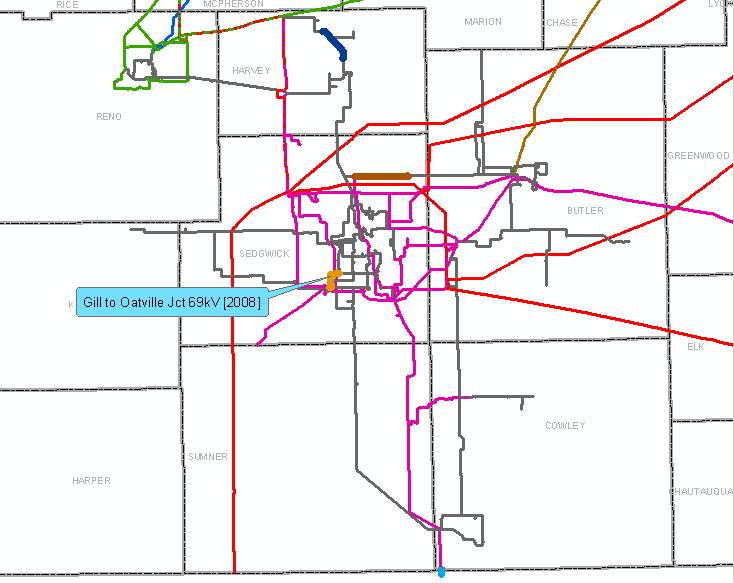 RICE
MCPHERSON
MARION
CHASE
LYO
HARVEY
RENO
GREENWOOD
BUTLER
SEDGWICK
K
Gill to Oatville Jct 69kV [2008]
ELK
COWLEY
SUMNER
HARPER
CHAUTAUQUA